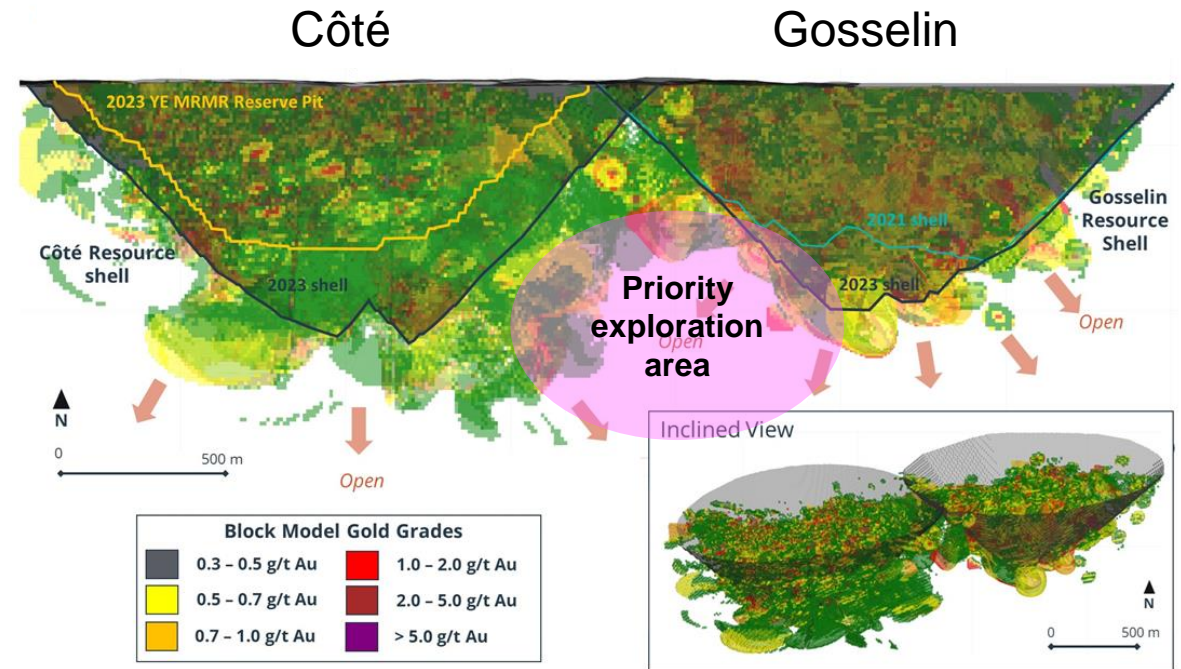 Côté
Gosselin
2023 YE MRMR Reserve Pit
2021 shell
Gosselin
Resource
Shell
Côté Resource
shell
2023 shell
2023 shell
Priority
exploration
area
Open
Open
Open
N
0
500 m
Block Model Gold Grades
0.3 – 0.5 g/t Au
1.0 – 2.0 g/t Au
0.5 – 0.7 g/t Au
2.0 – 5.0 g/t Au
0.7 – 1.0 g/t Au
> 5.0 g/t Au
Inclined View
N
0
500 m